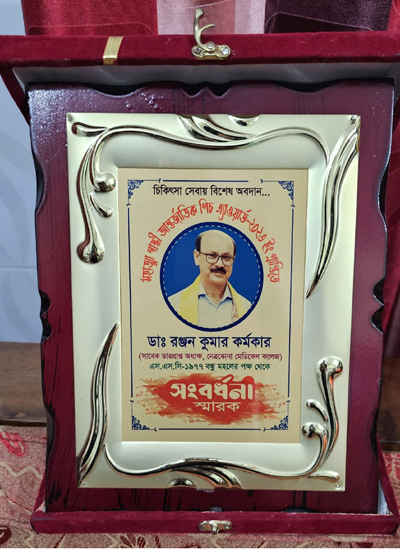 চিকিৎসা সেবায় বিশেষ অবদান...
মহাত্মা গান্ধী আন্তর্জাতিক পিচ এ্যাওয়ার্ড-২০২৩ ইং প্রাপ্তিতে
ডাঃ রঞ্জন কুমার কর্মকার
(সাবেক ভারপ্রাপ্ত অধ্যক্ষ, নেত্রকোনা মেডিকেল কলেজ)
এস.এস.সি-১৯৭৭ বন্ধু মহলের পক্ষ থেকে
সংবর্ধনা
স্মারক